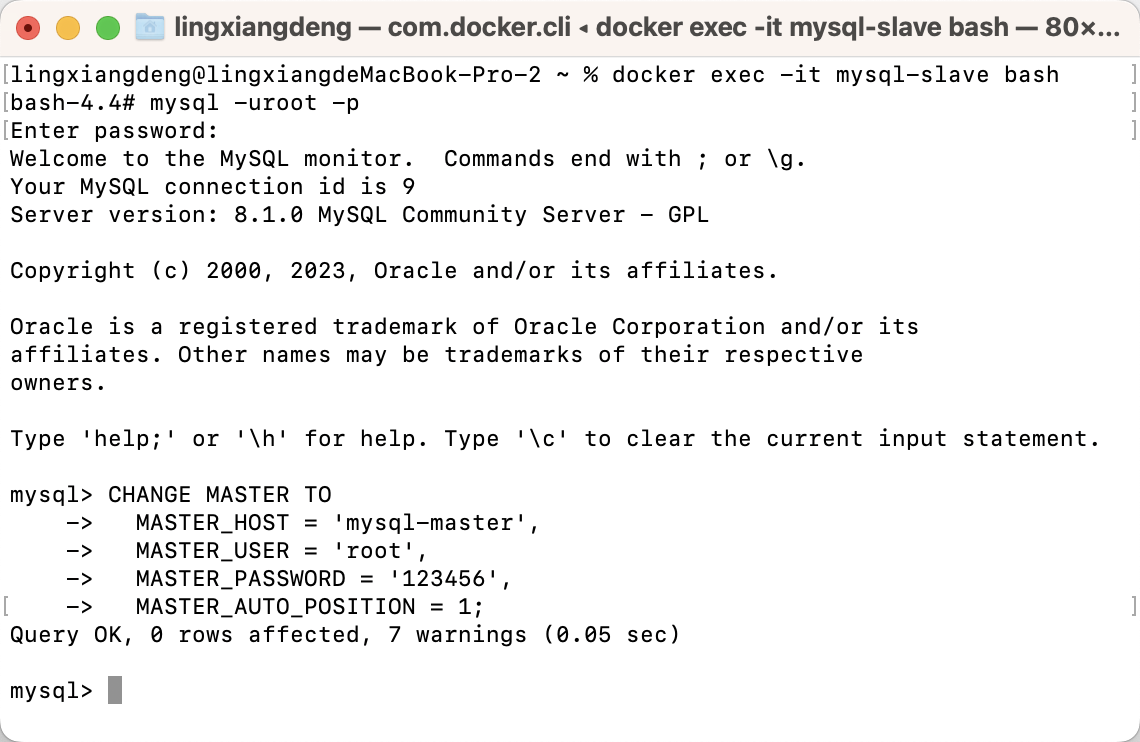 lingxiangdeng — com.docker.cli ◂ docker exec -it mysql-slave bash — 80×...
[lingxiangdeng@lingxiangdeMacBook-Pro-2 ~ % docker exec -it mysql-slave bash ]
[bash-4.4# mysql -uroot -p ]
[Enter password: ]
Welcome to the MySQL monitor.  Commands end with ; or \g.
Your MySQL connection id is 9
Server version: 8.1.0 MySQL Community Server - GPL
Copyright (c) 2000, 2023, Oracle and/or its affiliates.
Oracle is a registered trademark of Oracle Corporation and/or its
affiliates. Other names may be trademarks of their respective
owners.
Type 'help;' or '\h' for help. Type '\c' to clear the current input statement.
mysql> CHANGE MASTER TO
    ->   MASTER_HOST = 'mysql-master',
    ->   MASTER_USER = 'root',
    ->   MASTER_PASSWORD = '123456',
[    ->   MASTER_AUTO_POSITION = 1; ]
Query OK, 0 rows affected, 7 warnings (0.05 sec)
mysql>